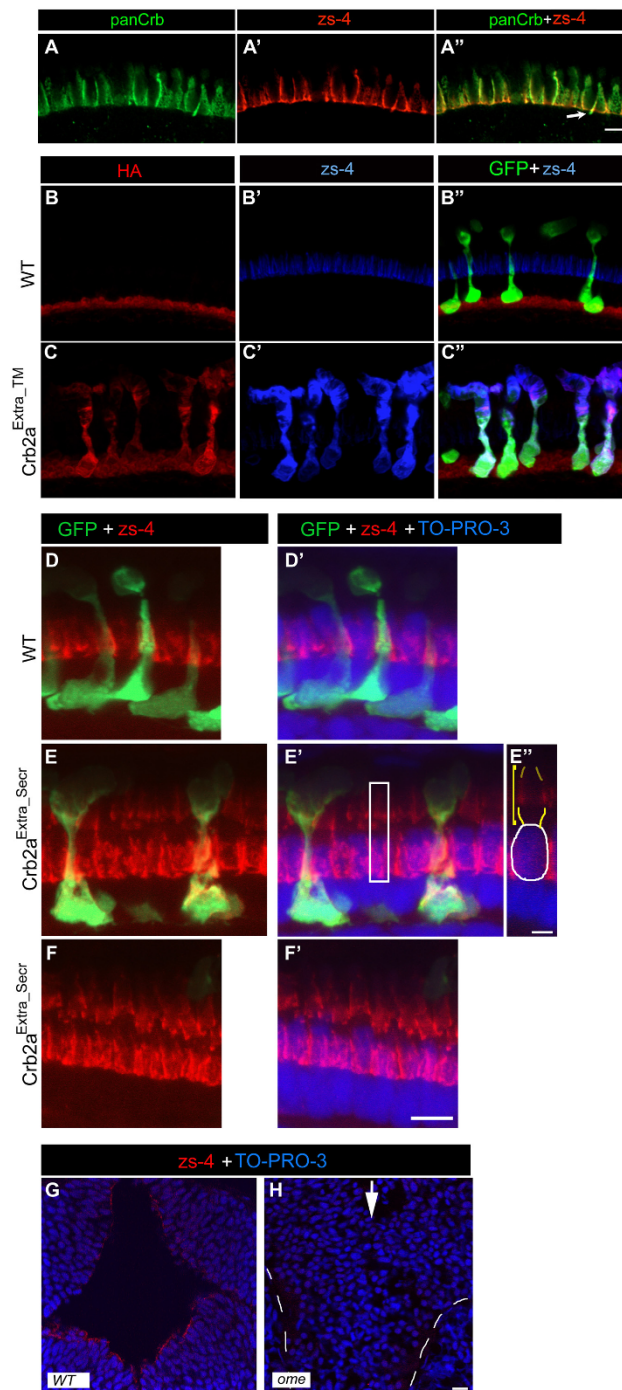 panCrb zs-4 panCrb+zs-4
A A' A"
HA zs-4 GFP+zs-4
WT B B' B"
Crb2a^Extra_TM C C' C"
GFP + zs-4 GFP + zs-4 +TO-PRO-3
WT D D'
Crb2a^Extra_Secr E E' E"
Crb2a^Extra_Secr F F'
zs-4 +TO-PRO-3
G H
WT ome